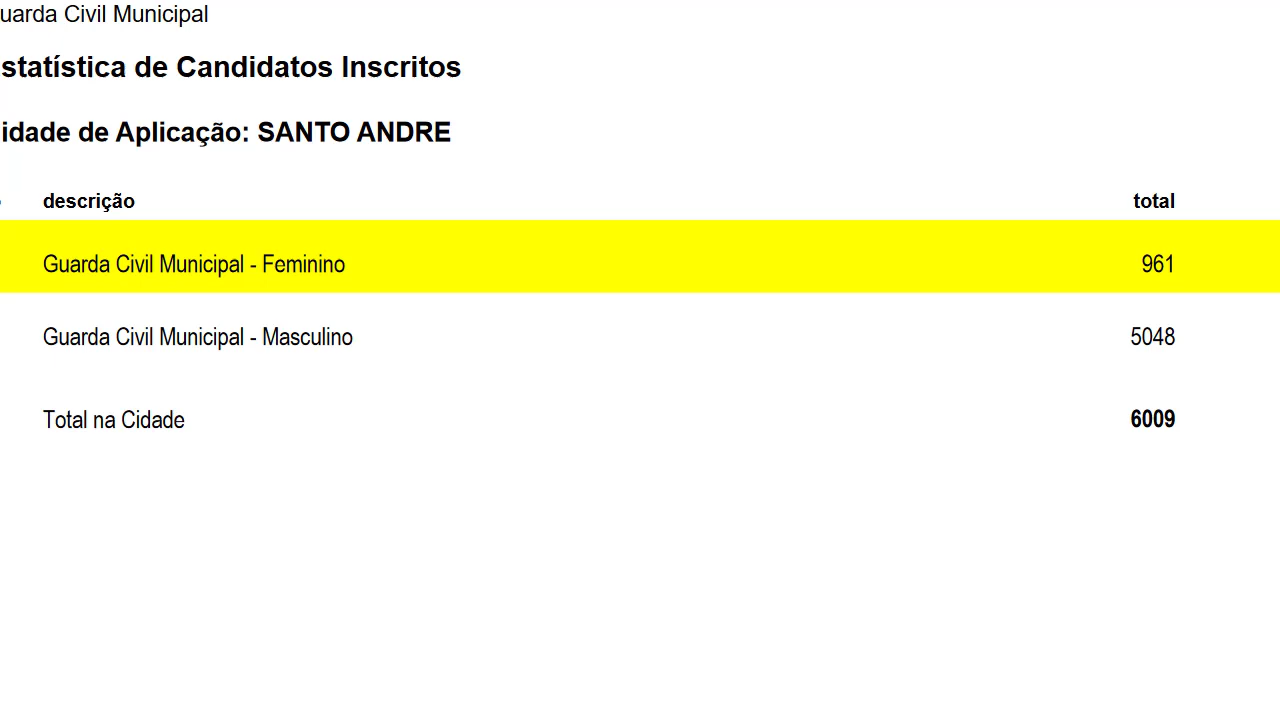 uarda Civil Municipal
statística de Candidatos Inscritos
idade de Aplicação: SANTO ANDRE
descrição total
Guarda Civil Municipal - Feminino 961
Guarda Civil Municipal - Masculino 5048
Total na Cidade 6009